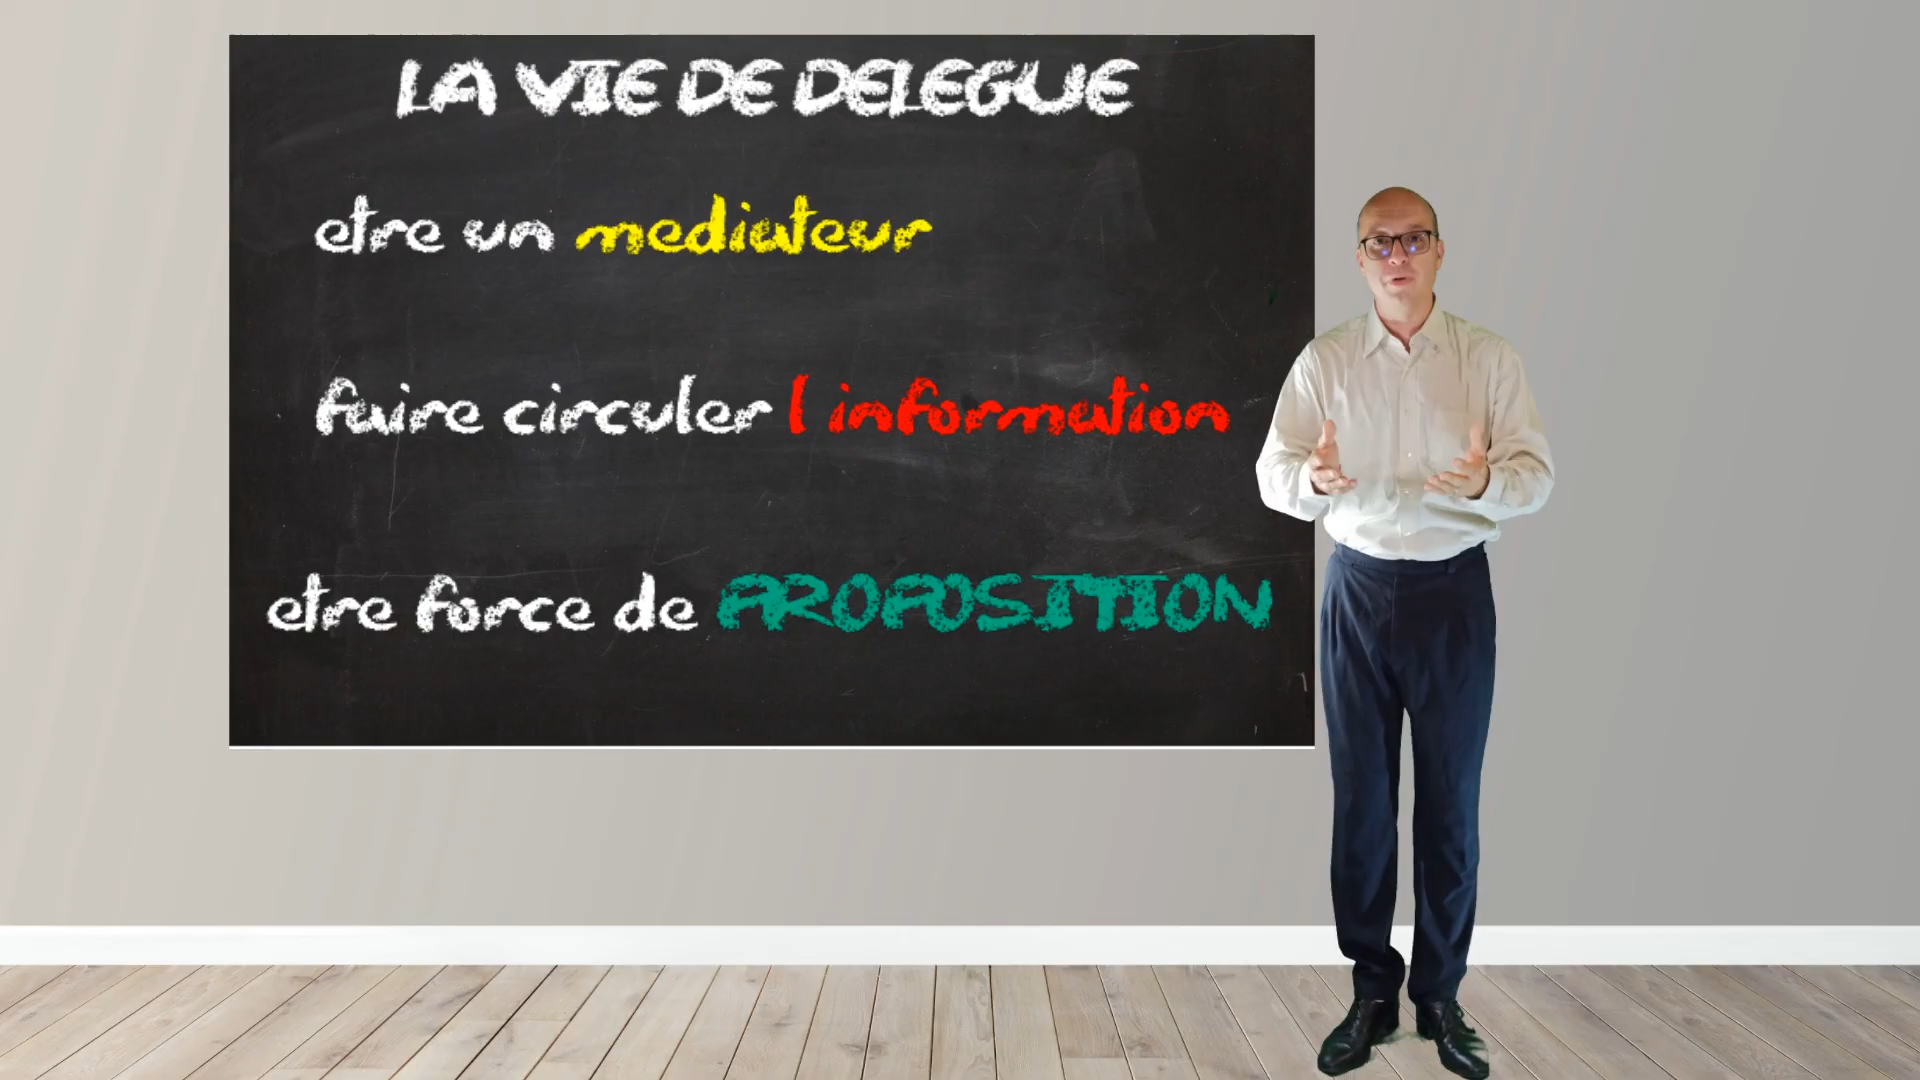 LA VIE DE DELEGUE
etre un mediateur
faire circuler l information
etre force de PROPOSITION